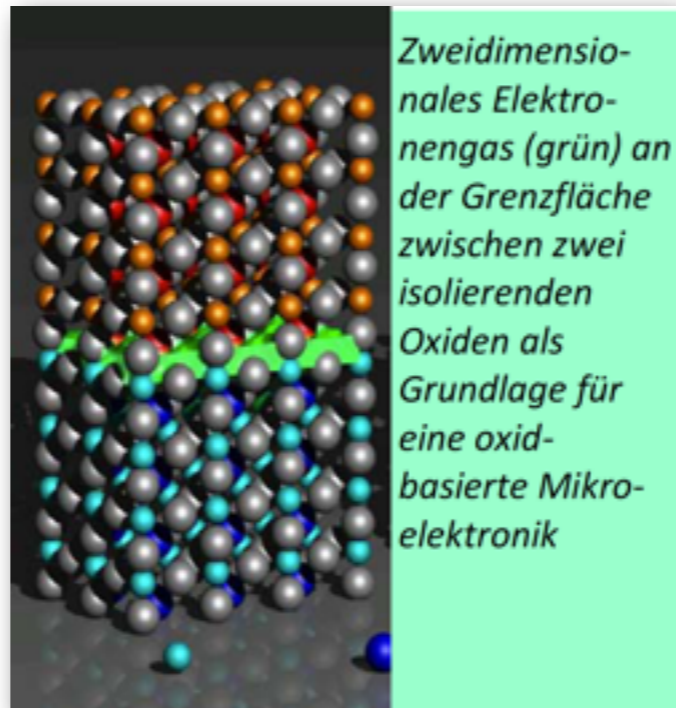 Zweidimensio-
nales Elektro-
nengas (grün) an
der Grenzfläche
zwischen zwei
isolierenden
Oxiden als
Grundlage für
eine oxid-
basierte Mikro-
elektronik